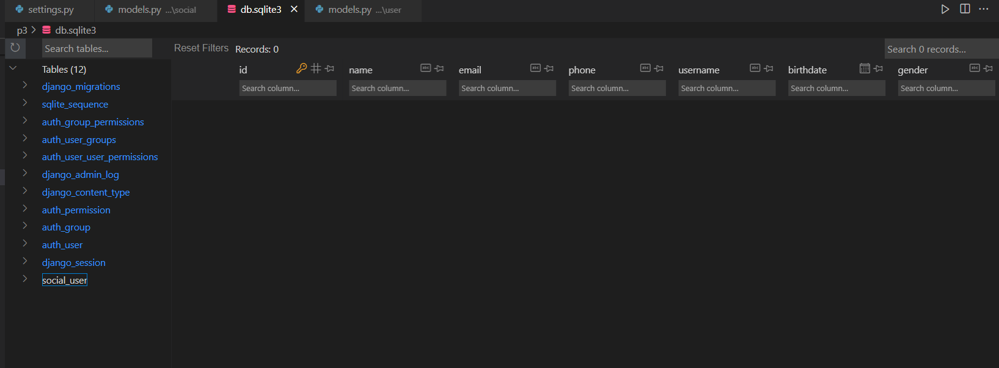 settings.py models.py ...\social db.sqlite3 models.py ...\user
p3 > db.sqlite3
Search tables... Reset Filters Records: 0 Search 0 records...
Tables (12) id name email phone username birthdate gender
Search column... Search column... Search column... Search column... Search column... Search column... Search column...
django_migrations
sqlite_sequence
auth_group_permissions
auth_user_groups
auth_user_user_permissions
django_admin_log
django_content_type
auth_permission
auth_group
auth_user
django_session
social_user